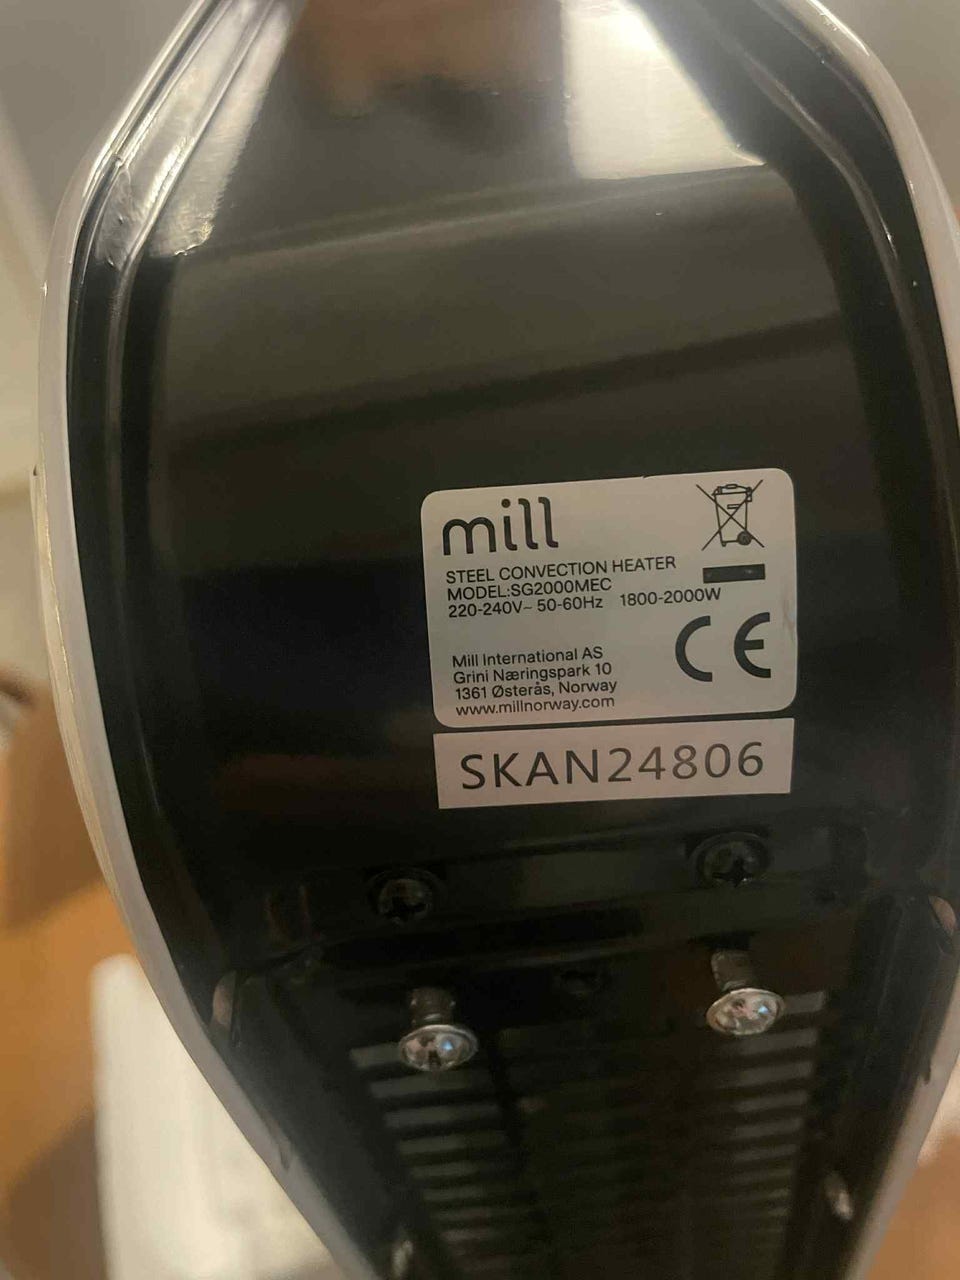 mill
STEEL CONVECTION HEATER
MODEL:SG2000MEC
220-240V~ 50-60Hz 1800-2000W
CE
Mill International AS
Grini Næringspark 10
1361 Østerås, Norway
www.millnorway.com
SKAN24806